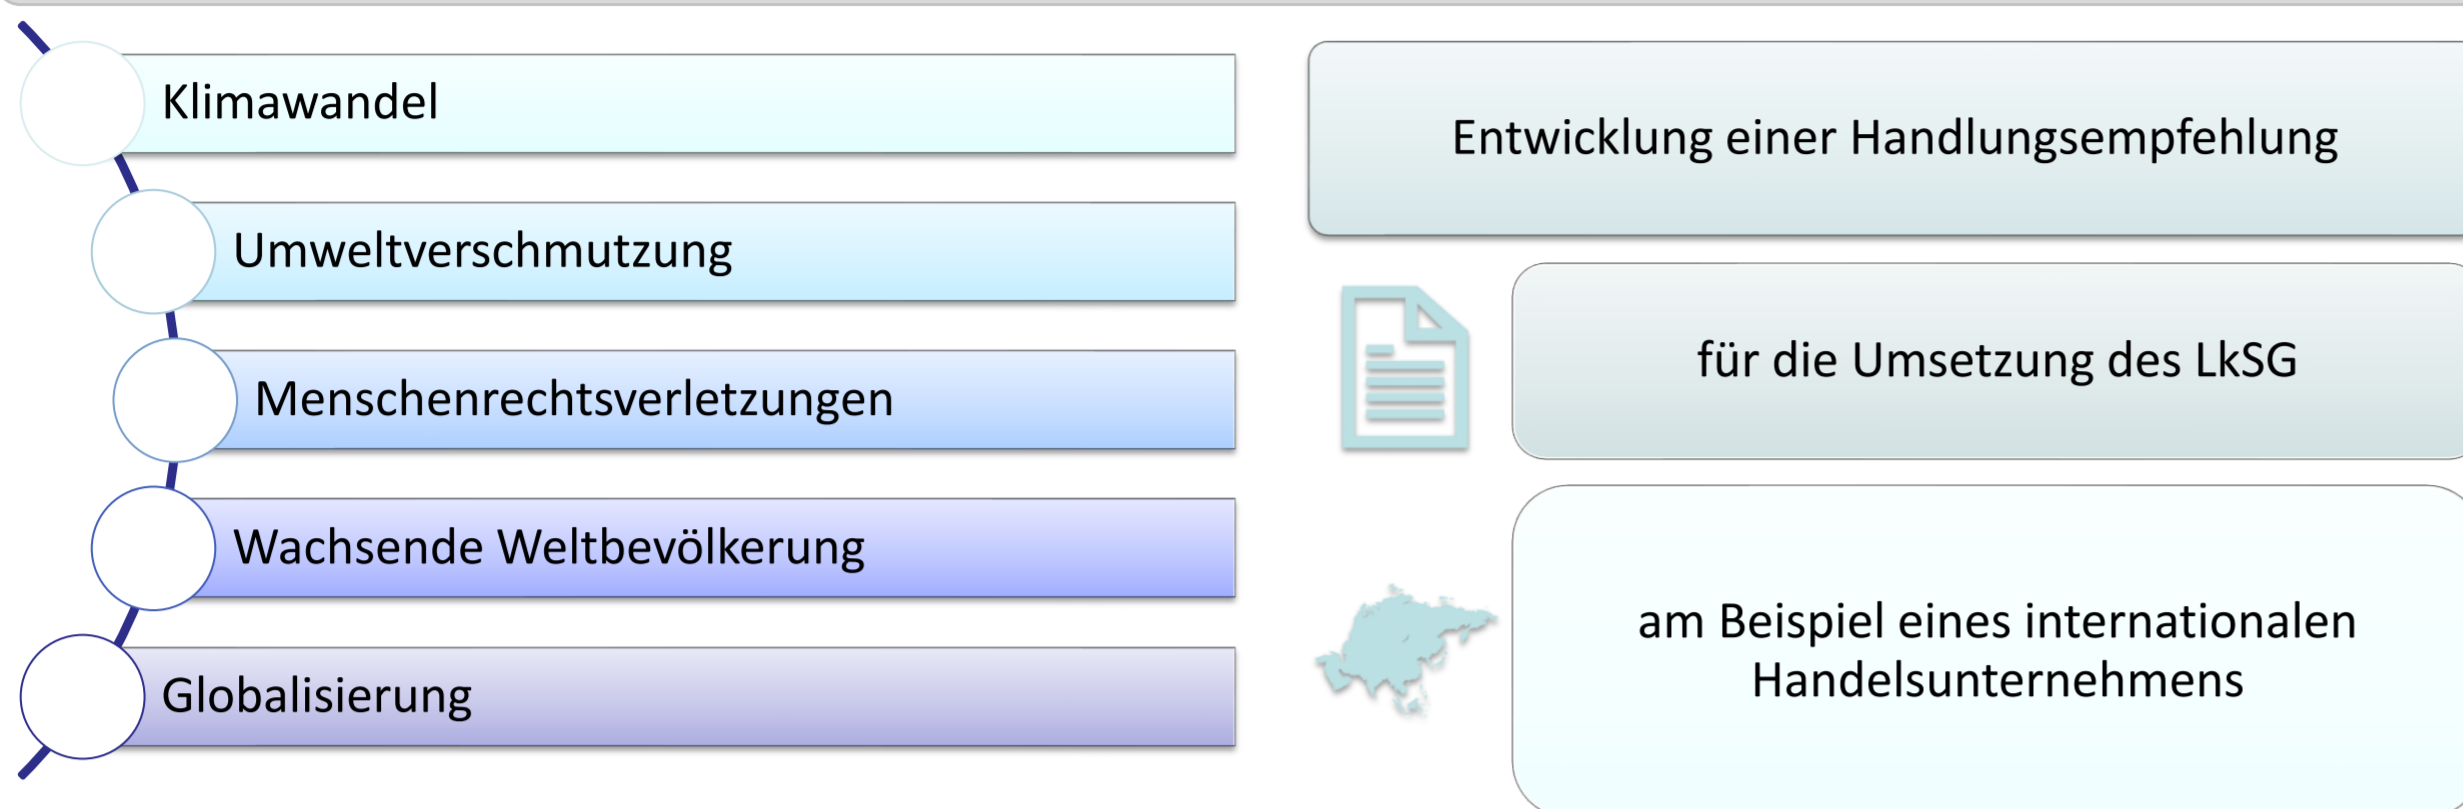 Klimawandel
Umweltverschmutzung
Menschenrechtsverletzungen
Wachsende Weltbevölkerung
Globalisierung
Entwicklung einer Handlungsempfehlung
für die Umsetzung des LkSG
am Beispiel eines internationalen
Handelsunternehmens